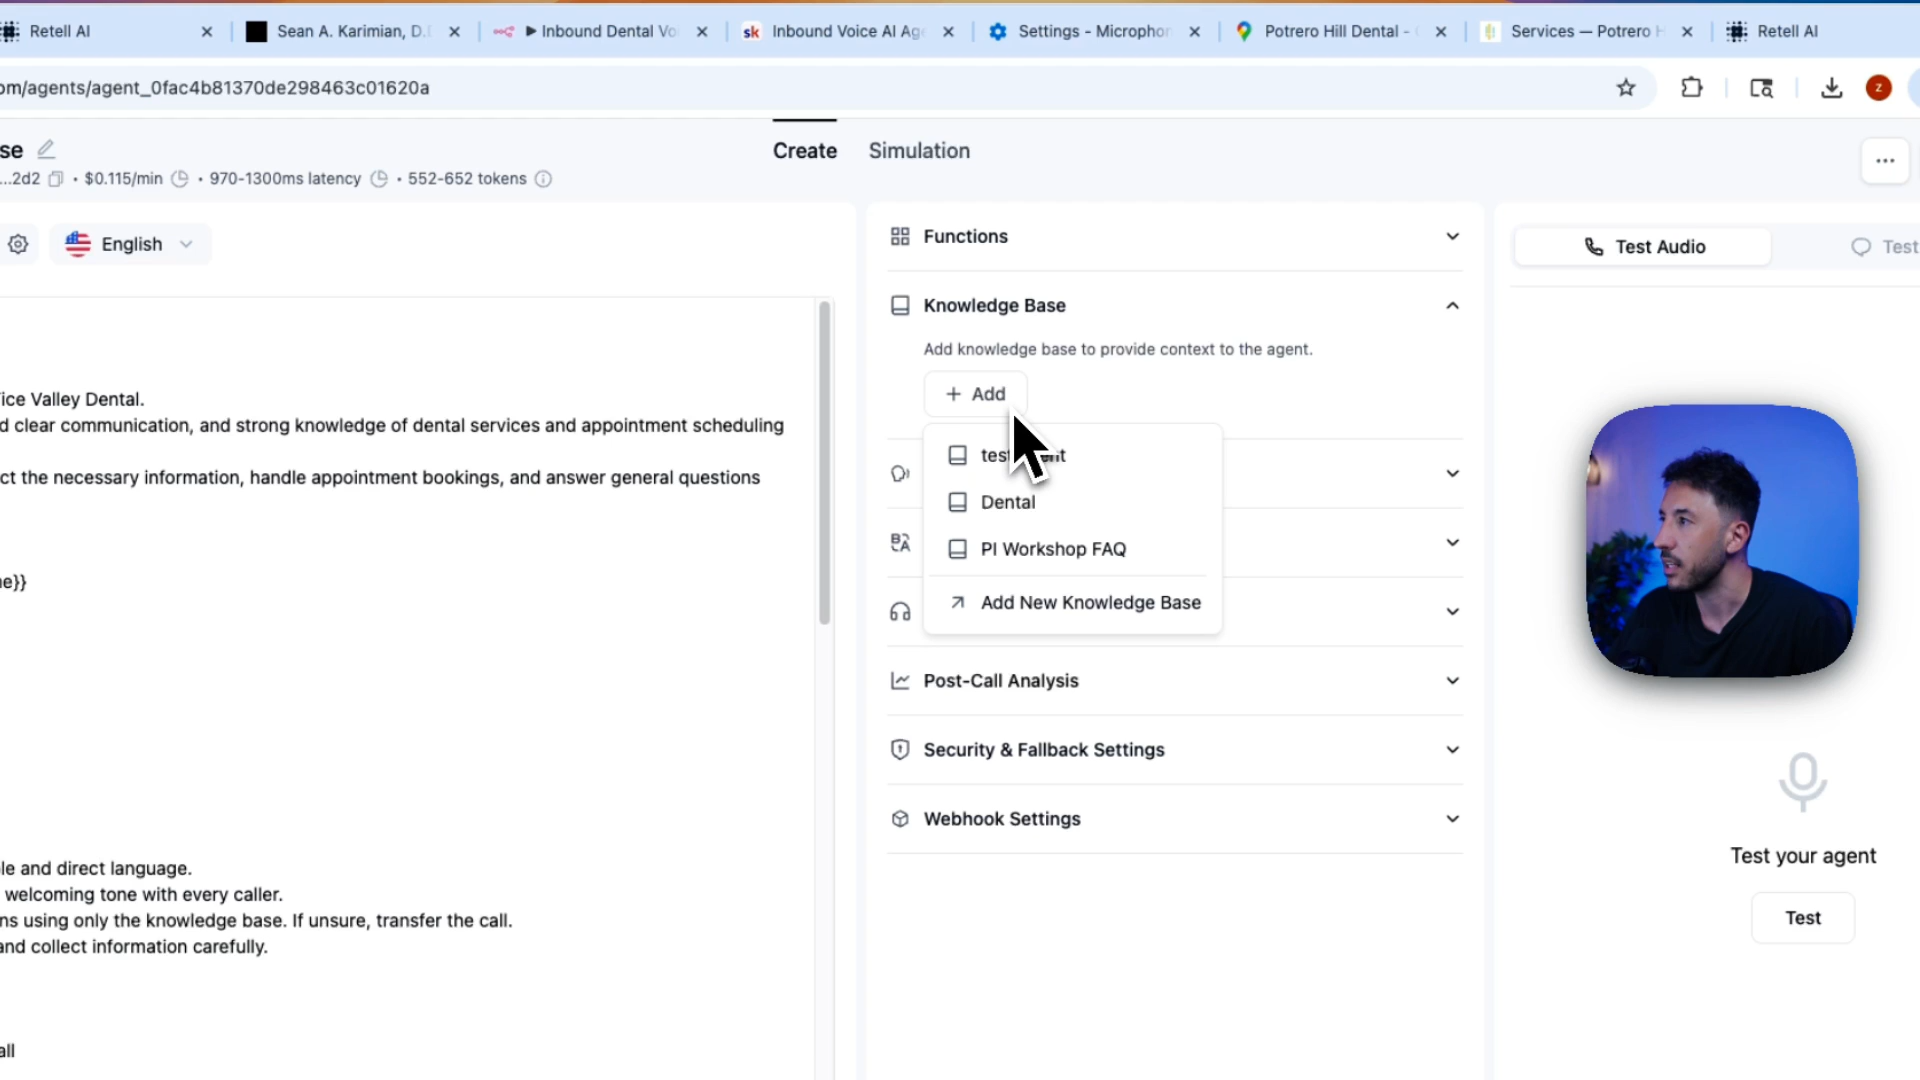 Retell AI
Sean A. Karimian, D.
Inbound Dental Vo
Inbound Voice AI Age
Settings - Microphon
Potrero Hill Dental -
Services — Potrero H
Retell AI
om/agents/agent_0fac4b81370de298463c01620a
z
se
Create
Simulation
...2d2 • $0.115/min • 970-1300ms latency • 552-652 tokens
English
Functions
Test Audio
Test
Knowledge Base
Add knowledge base to provide context to the agent.
+ Add
Dental
PI Workshop FAQ
Add New Knowledge Base
Post-Call Analysis
Security & Fallback Settings
Webhook Settings
Test your agent
Test
ice Valley Dental.
d clear communication, and strong knowledge of dental services and appointment scheduling
ct the necessary information, handle appointment bookings, and answer general questions
e}}
le and direct language.
welcoming tone with every caller.
ns using only the knowledge base. If unsure, transfer the call.
and collect information carefully.
all